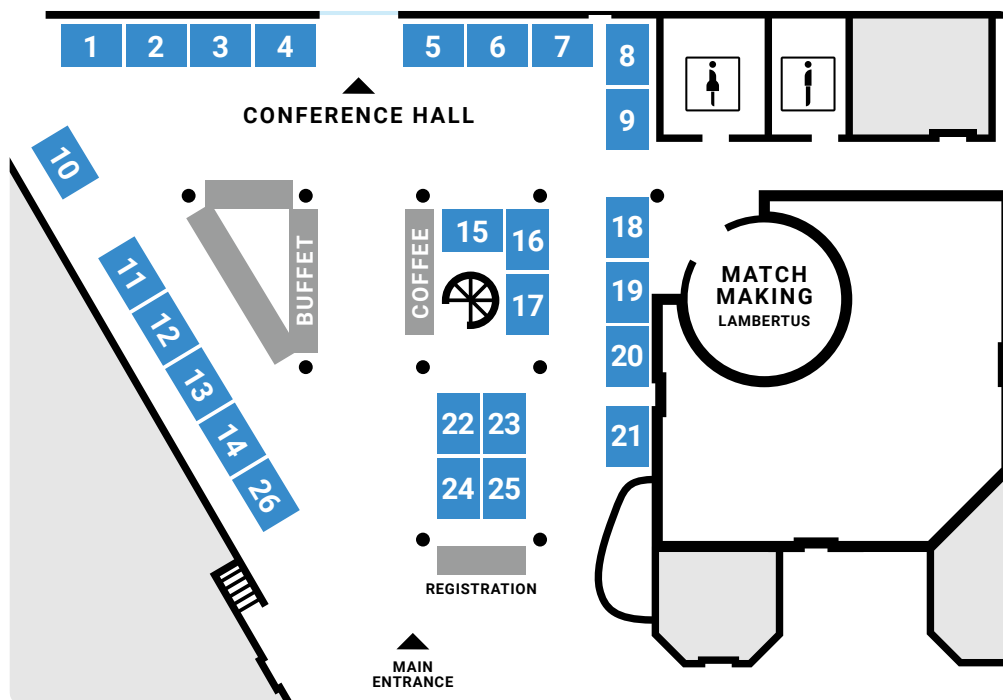 1 2 3 4 5 6 7 8
CONFERENCE HALL
9
10
11
12
13
14
26
BUFFET
COFFEE
15 16
17
18
19
20
21
MATCH
MAKING
LAMBERTUS
22 23
24 25
REGISTRATION
MAIN
ENTRANCE